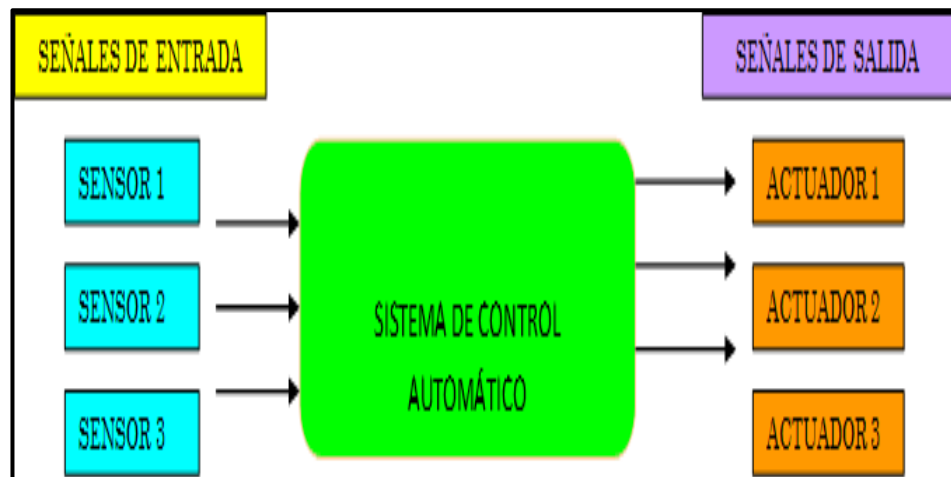 SEÑALES DE ENTRADA
SEÑALES DE SALIDA
SENSOR 1
ACTUADOR 1
SENSOR 2
SISTEMA DE CONTROL
AUTOMÁTICO
ACTUADOR 2
SENSOR 3
ACTUADOR 3